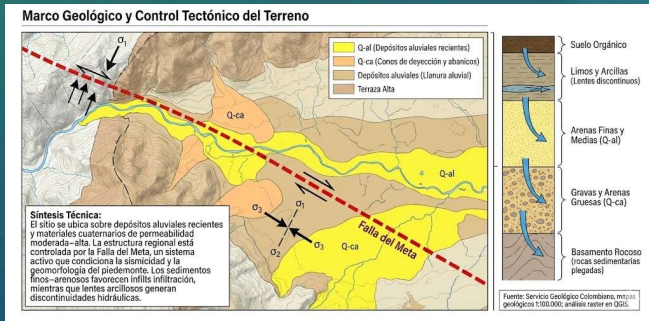 Marco Geológico y Control Tectónico del Terreno
σ₁
Q-al (Depósitos aluviales recientes)
Q-ca (Conos de deyección y abanicos)
Depósitos aluviales (Llanura aluvial)
Terraza Alta
Q-ca
Q-al
Síntesis Técnica:
El sitio se ubica sobre depósitos aluviales recientes
y materiales cuaternarios de permeabilidad
moderada–alta. La estructura regional está
controlada por la Falla del Meta, un sistema
activo que condiciona la sismicidad y la
geomorfología del piedemonte. Los sedimentos
finos–arenosos favorecen infilts infiltración,
mientras que lentes arcillosos generan
discontinuidades hidráulicas.
σ₁
σ₃
σ₂
σ₃
Q-ca
Falla del Meta
Suelo Orgánico
Limos y Arcillas
(Lentes discontinuos)
Arenas Finas y
Medias (Q-al)
Gravas y Arenas
Gruesas (Q-ca)
Basamento Rocoso
(rocas sedimentarias
plegadas)
Fuente: Servicio Geológico Colombiano, mapas
geológicos 1:100.000; análisis raster en QGIS.